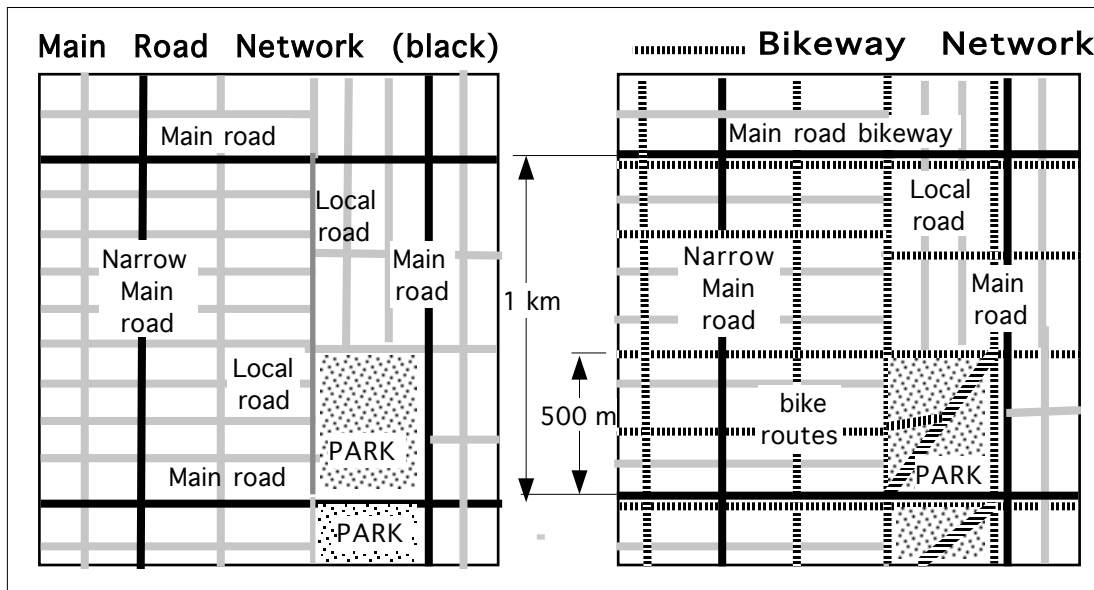 Main Road Network (black)
Main road
Local
road
Narrow
Main
road
Main
road
Local
road
PARK
Main road
PARK
1 km
500 m
Bikeway Network
Main road bikeway
Local
road
Narrow
Main
road
Main
road
bike
routes
PARK